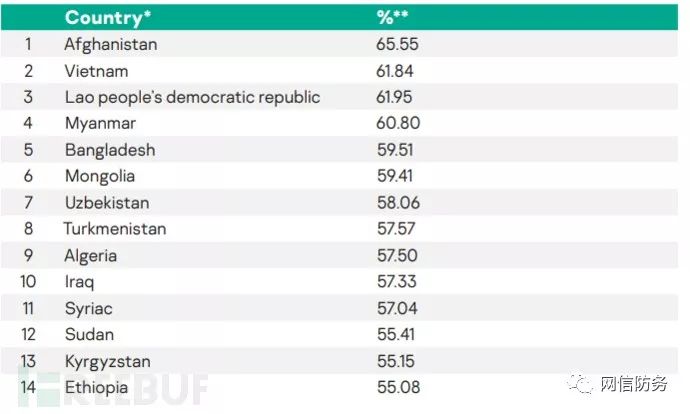 Country* %**
1 Afghanistan 65.55
2 Vietnam 61.84
3 Lao people's democratic republic 61.95
4 Myanmar 60.80
5 Bangladesh 59.51
6 Mongolia 59.41
7 Uzbekistan 58.06
8 Turkmenistan 57.57
9 Algeria 57.50
10 Iraq 57.33
11 Syriac 57.04
12 Sudan 55.41
13 Kyrgyzstan 55.15
14 Ethiopia 55.08
FREEBUF
网信防务